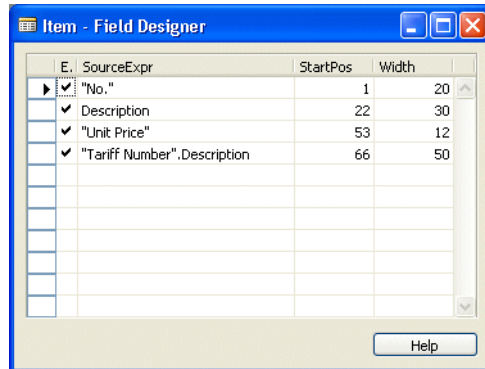 Item - Field Designer
E. SourceExpr StartPos Width
"No." 1 20
Description 22 30
"Unit Price" 53 12
"Tariff Number".Description 66 50
Help